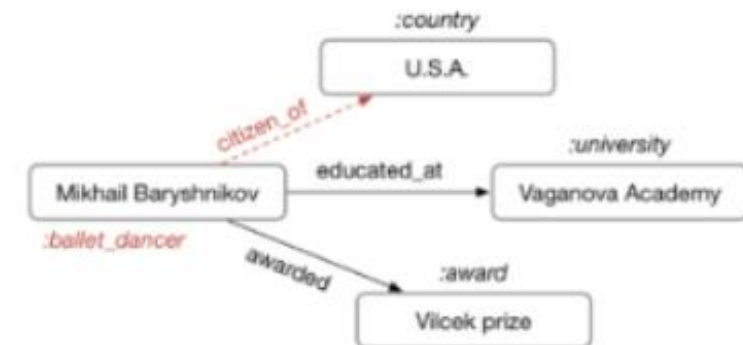 :country
U.S.A.
citizen_of
:university
Mikhail Baryshnikov
educated_at
Vaganova Academy
:ballet_dancer
awarded
:award
Vilcek prize